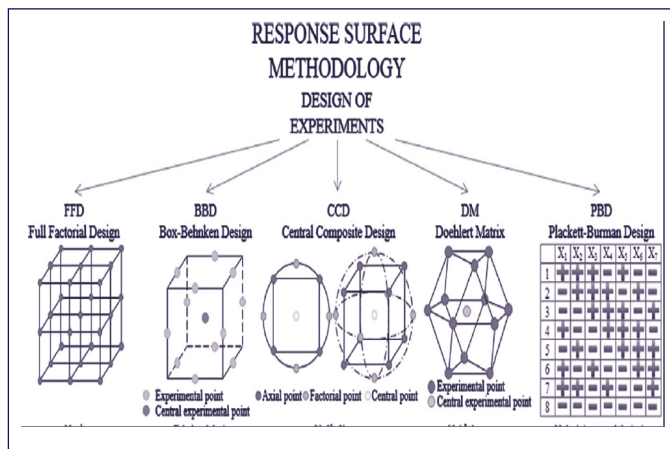 RESPONSE SURFACE
METHODOLOGY
DESIGN OF
EXPERIMENTS
FFD
Full Factorial Design
BBD
Box-Behnken Design
Experimental point
Central experimental point
CCD
Central Composite Design
Axial point Factorial point Central point
DM
Doehlert Matrix
Experimental point
Central experimental point
PBD
Plackett-Burman Design
X1 X2 X3 X4 X5 X6 X7
1 + + + - + - -
2 - + + + - + -
3 - - + + + - +
4 + - - + + + -
5 - + - - + + +
6 + - + - - + +
7 + + - + - - +
8 - - - - - - -